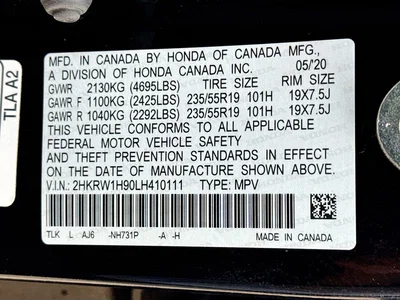 TLA A2
MFD. IN CANADA BY HONDA OF CANADA MFG.,
A DIVISION OF HONDA CANADA INC. 05/'20
GVWR 2130KG (4695LBS) TIRE SIZE RIM SIZE
GAWR F 1100KG (2425LBS) 235/55R19 101H 19X7.5J
GAWR R 1040KG (2292LBS) 235/55R19 101H 19X7.5J
THIS VEHICLE CONFORMS TO ALL APPLICABLE
FEDERAL MOTOR VEHICLE SAFETY
AND THEFT PREVENTION STANDARDS IN EFFECT
ON THE DATE OF MANUFACTURE SHOWN ABOVE.
V.I.N.: 2HKRW1H90LH410111 TYPE: MPV
TLK L AJ6 -NH731P -A -H
MADE IN CANADA